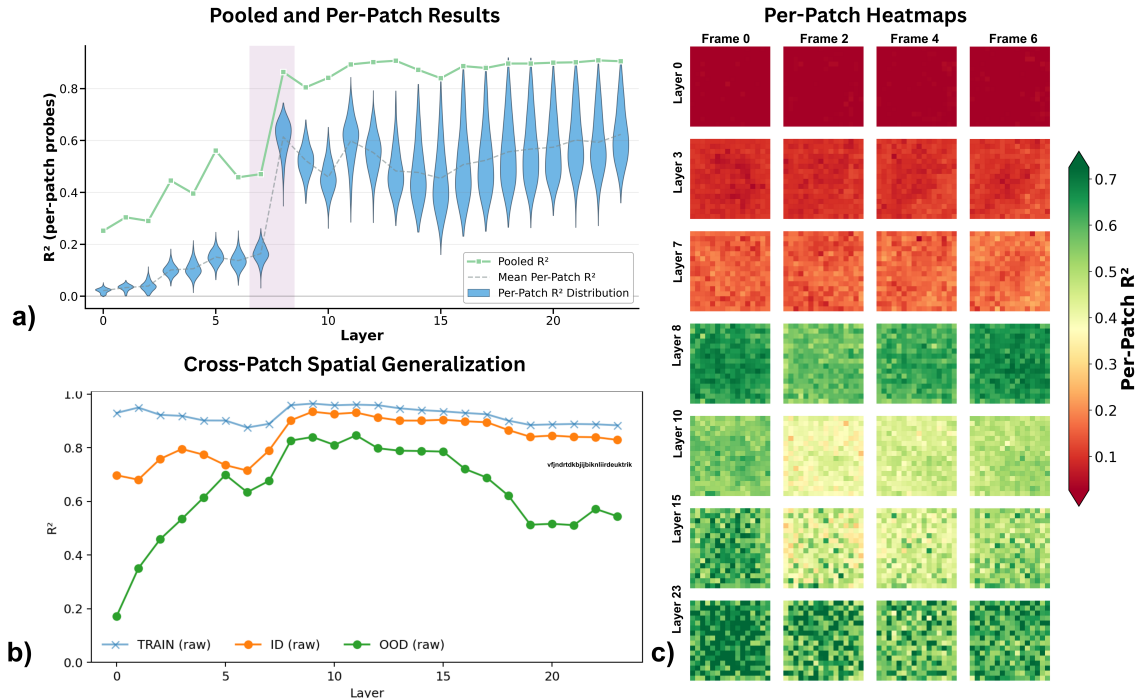 Pooled and Per-Patch Results
R² (per-patch probes)
0.8
0.6
0.4
0.2
0.0
0
5
10
15
20
Layer
Pooled R²
Mean Per-Patch R²
Per-Patch R² Distribution
a)
Cross-Patch Spatial Generalization
R²
1.0
0.8
0.6
0.4
0.2
0.0
0
5
10
15
20
Layer
vfjndrtdkbjijbiknliirdeuktrik
TRAIN (raw)
ID (raw)
OOD (raw)
b)
Per-Patch Heatmaps
Frame 0
Frame 2
Frame 4
Frame 6
Layer 0
Layer 3
Layer 7
Layer 8
Layer 10
Layer 15
Layer 23
c)
0.7
0.6
0.5
0.4
0.3
0.2
0.1
Per-Patch R²